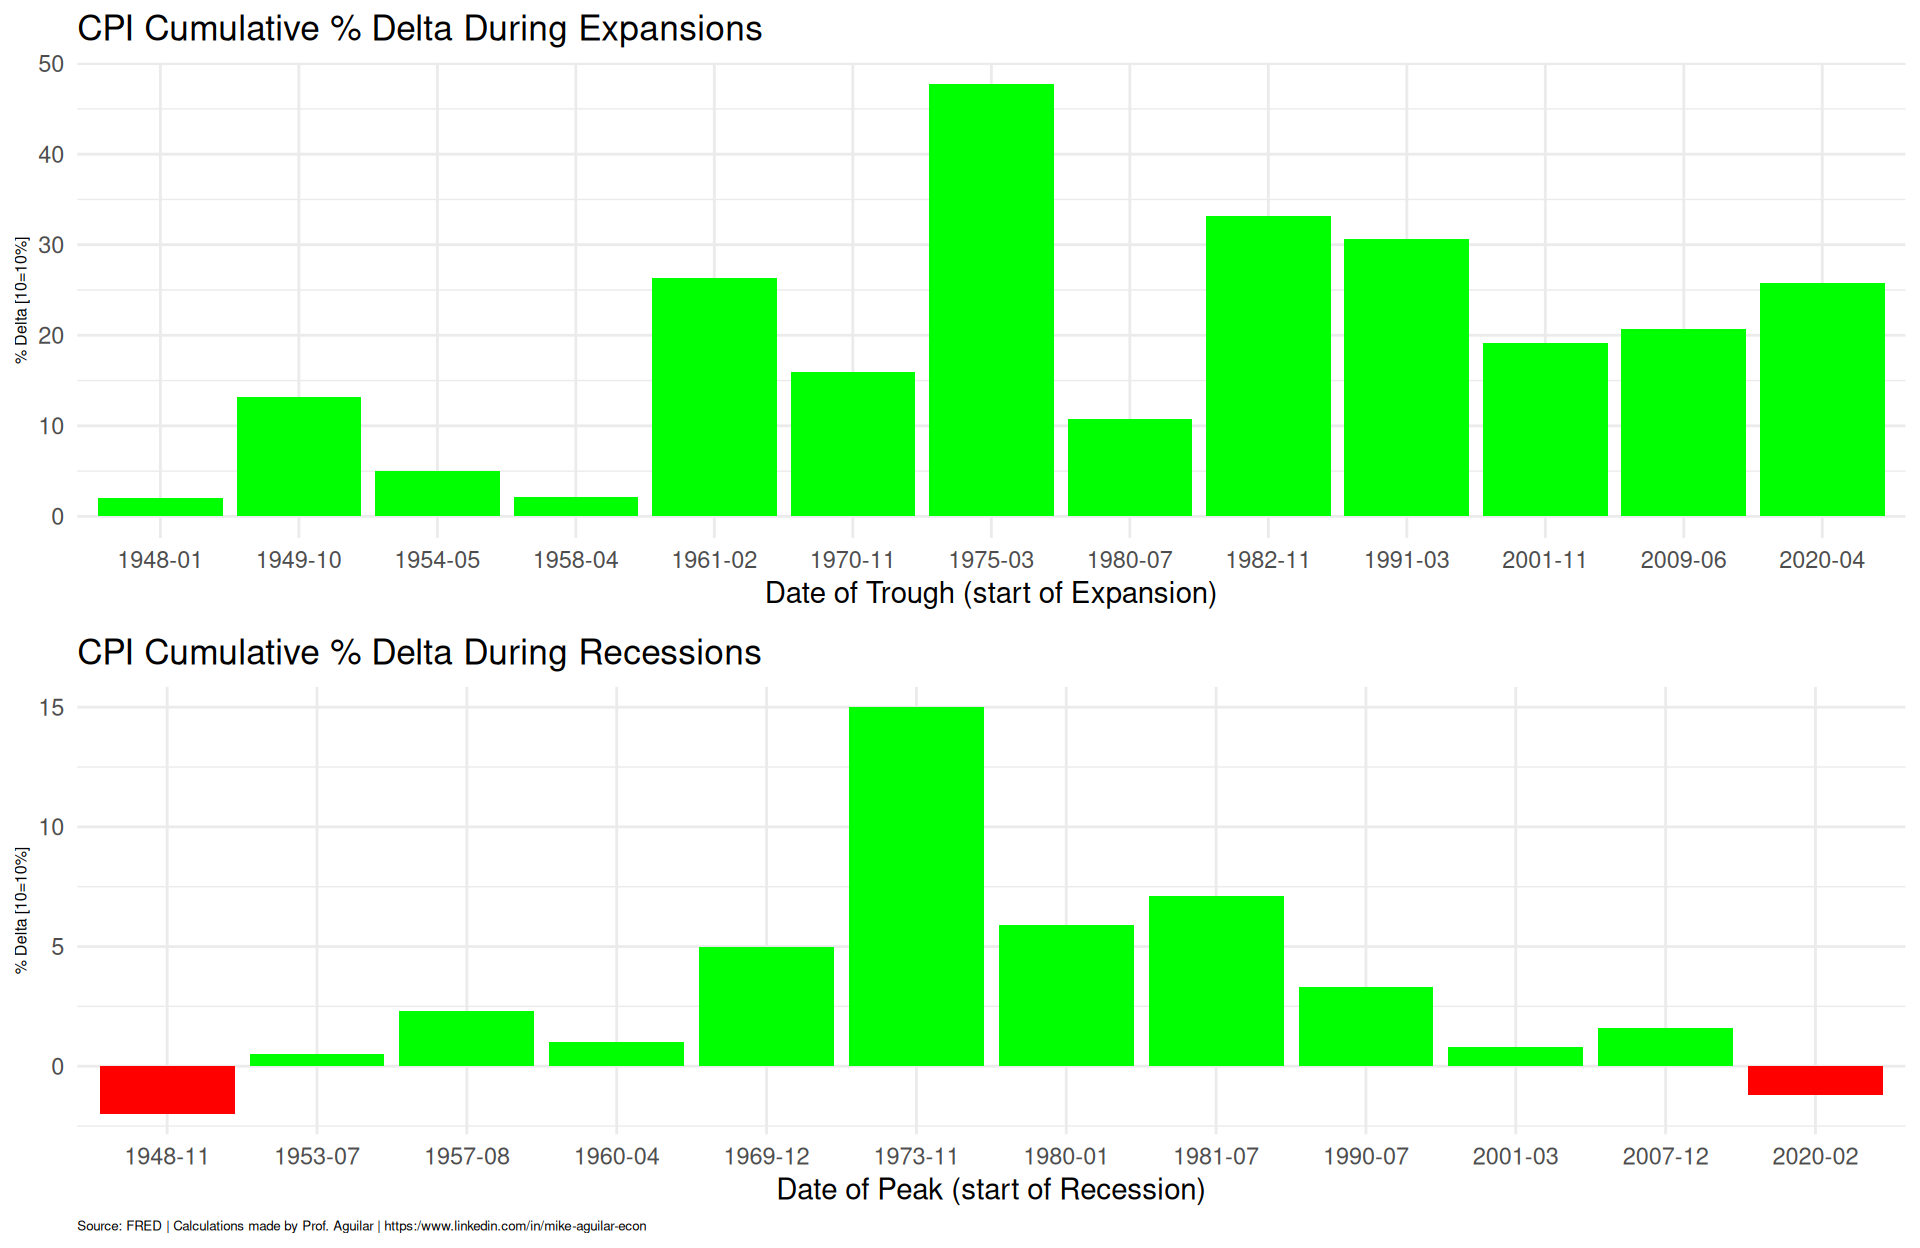 CPI Cumulative % Delta During Expansions
50
40
30
20
10
0
% Delta [10=10%]
1948-01 1949-10 1954-05 1958-04 1961-02 1970-11 1975-03 1980-07 1982-11 1991-03 2001-11 2009-06 2020-04
Date of Trough (start of Expansion)
CPI Cumulative % Delta During Recessions
15
10
5
0
% Delta [10=10%]
1948-11 1953-07 1957-08 1960-04 1969-12 1973-11 1980-01 1981-07 1990-07 2001-03 2007-12 2020-02
Date of Peak (start of Recession)
Source: FRED | Calculations made by Prof. Aguilar | https:/www.linkedin.com/in/mike-aguilar-econ